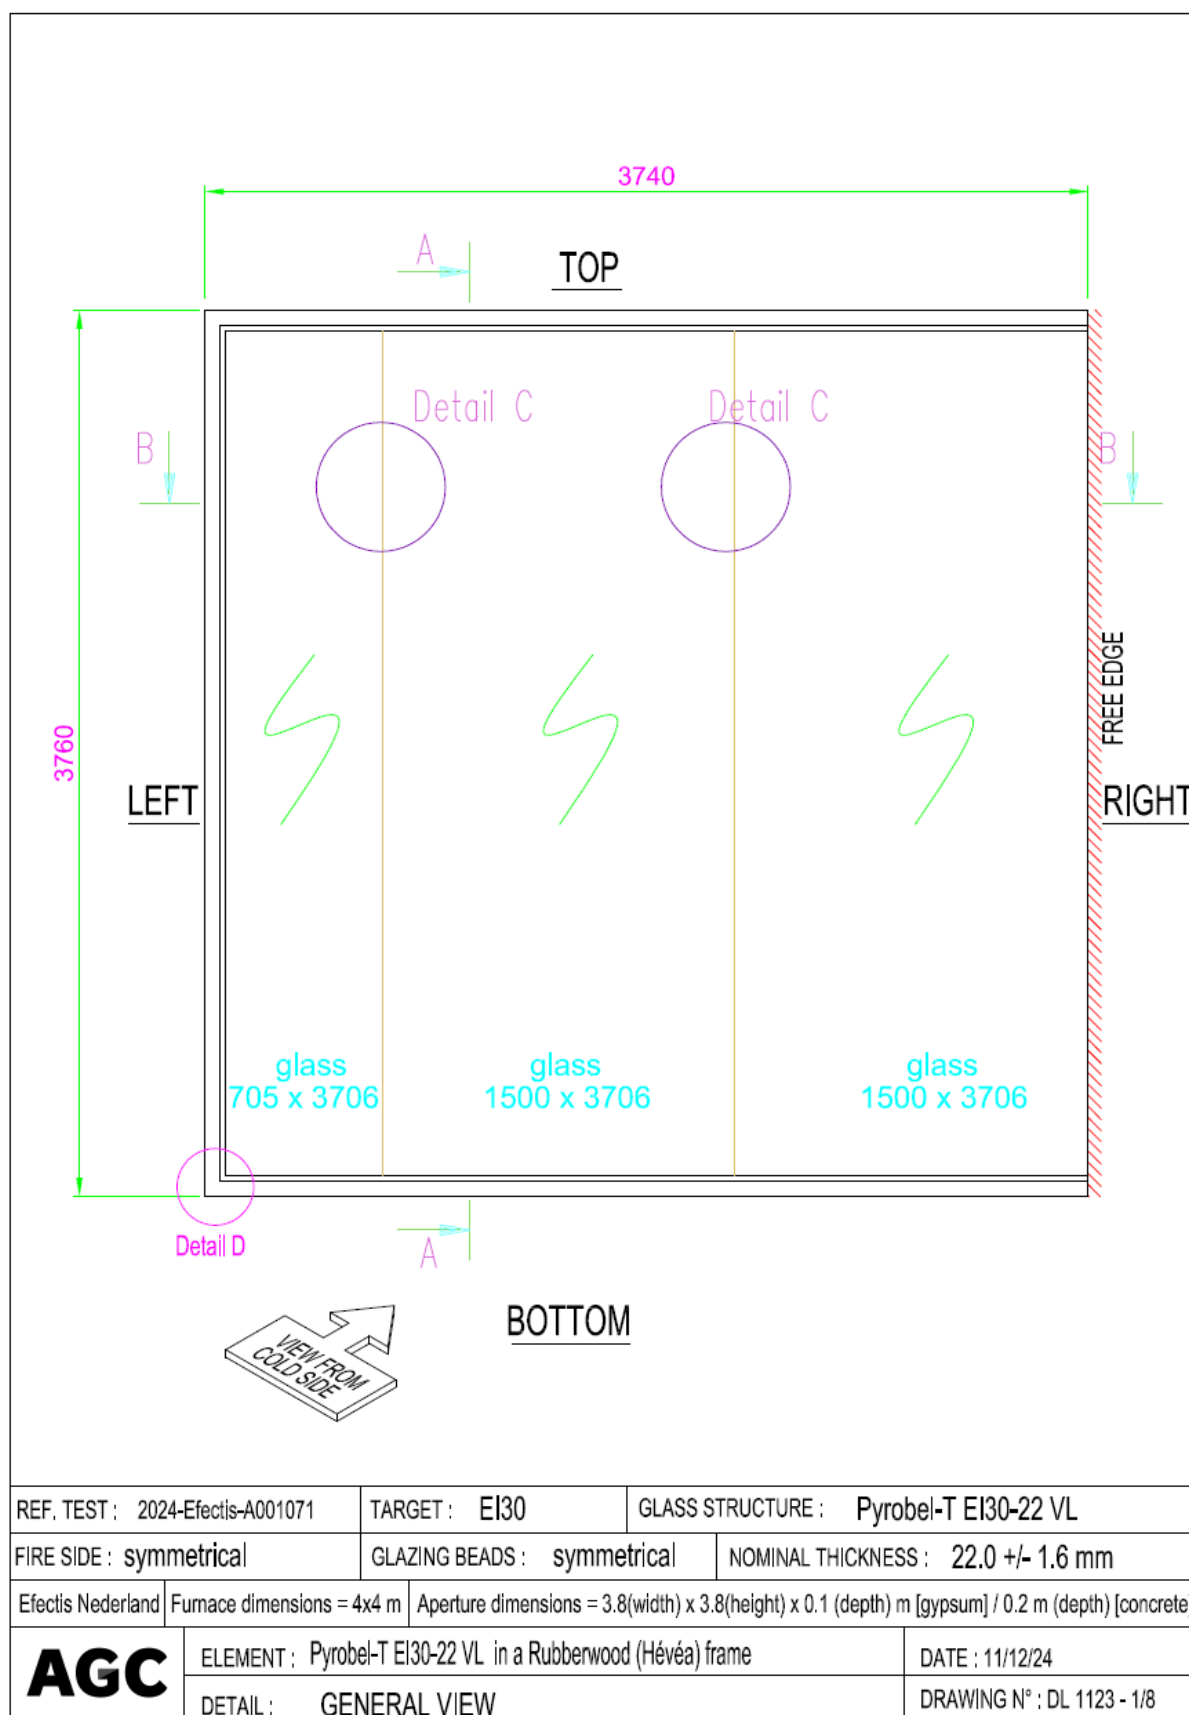 3740
A
TOP
Detail C
Detail C
B
B
FREE EDGE
3760
LEFT
RIGHT
glass
705 x 3706
glass
1500 x 3706
glass
1500 x 3706
Detail D
A
VIEW FROM
COLD SIDE
BOTTOM
REF. TEST : 2024-Efectis-A001071
TARGET : EI30
GLASS STRUCTURE : Pyrobel-T EI30-22 VL
FIRE SIDE : symmetrical
GLAZING BEADS : symmetrical
NOMINAL THICKNESS : 22.0 +/- 1.6 mm
Efectis Nederland
Furnace dimensions = 4x4 m
Aperture dimensions = 3.8(width) x 3.8(height) x 0.1 (depth) m [gypsum] / 0.2 m (depth) [concrete]
AGC
ELEMENT : Pyrobel-T EI30-22 VL in a Rubberwood (Hévéa) frame
DATE : 11/12/24
DETAIL : GENERAL VIEW
DRAWING N° : DL 1123 - 1/8